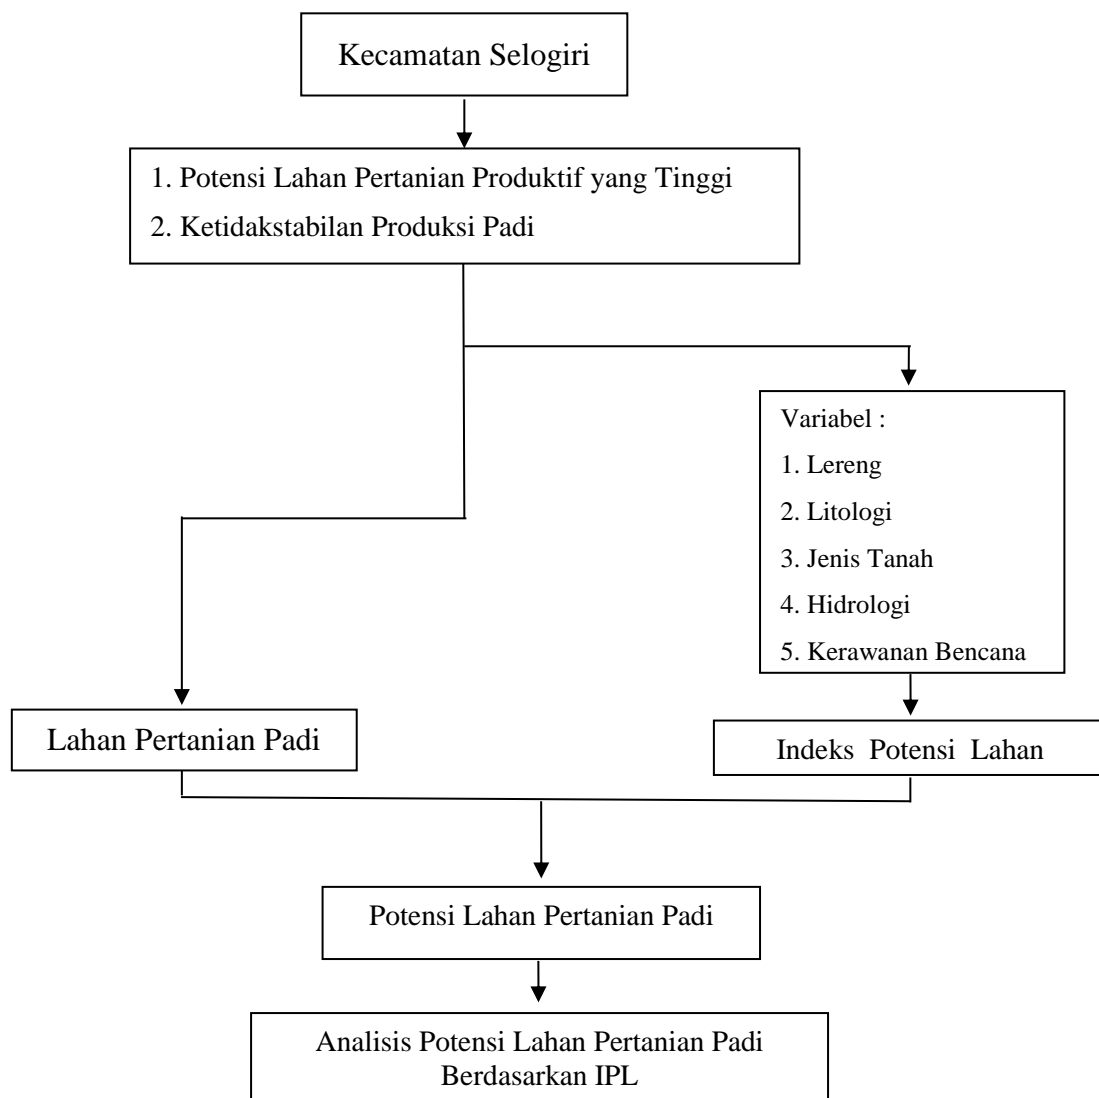 Kecamatan Selogiri
1. Potensi Lahan Pertanian Produktif yang Tinggi
2. Ketidakstabilan Produksi Padi
Variabel :
1. Lereng
2. Litologi
3. Jenis Tanah
4. Hidrologi
5. Kerawanan Bencana
Lahan Pertanian Padi
Indeks Potensi Lahan
Potensi Lahan Pertanian Padi
Analisis Potensi Lahan Pertanian Padi
Berdasarkan IPL